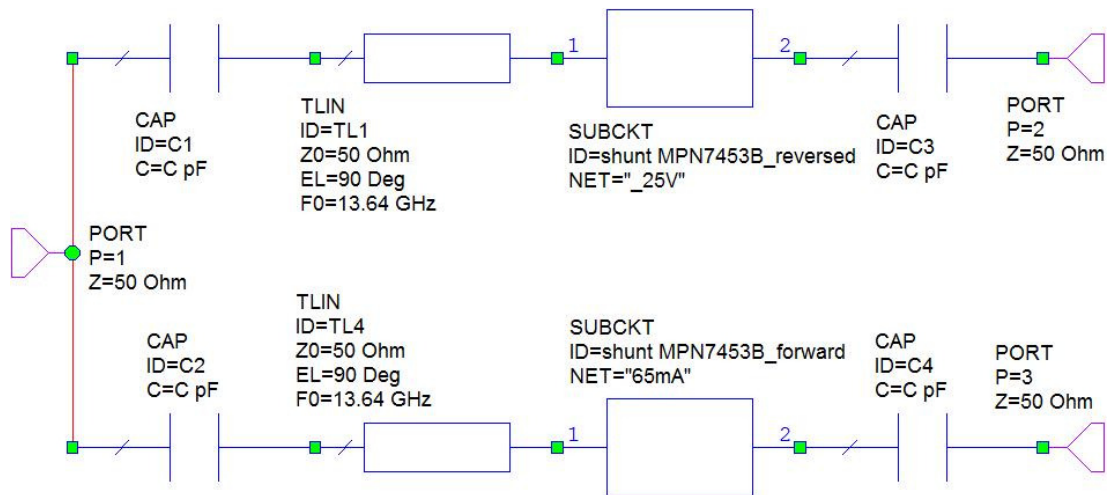 1
2
CAP
ID=C1
C=C pF
TLIN
ID=TL1
Z0=50 Ohm
EL=90 Deg
F0=13.64 GHz
SUBCKT
ID=shunt MPN7453B_reversed
NET="_25V"
CAP
ID=C3
C=C pF
PORT
P=2
Z=50 Ohm
PORT
P=1
Z=50 Ohm
CAP
ID=C2
C=C pF
TLIN
ID=TL4
Z0=50 Ohm
EL=90 Deg
F0=13.64 GHz
SUBCKT
ID=shunt MPN7453B_forward
NET="65mA"
CAP
ID=C4
C=C pF
PORT
P=3
Z=50 Ohm
1
2